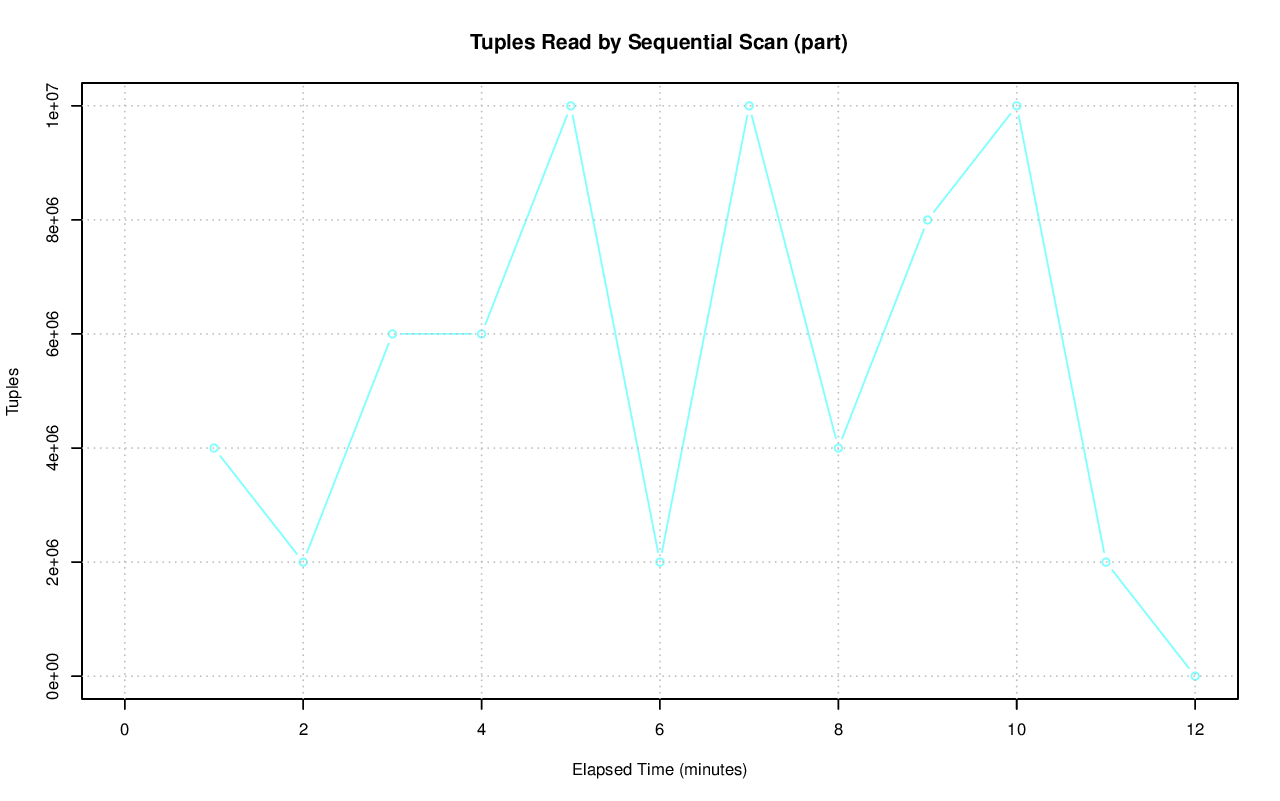 Tuples Read by Sequential Scan (part)
1e+07
8e+06
6e+06
4e+06
2e+06
0e+00
Tuples
0 2 4 6 8 10 12
Elapsed Time (minutes)